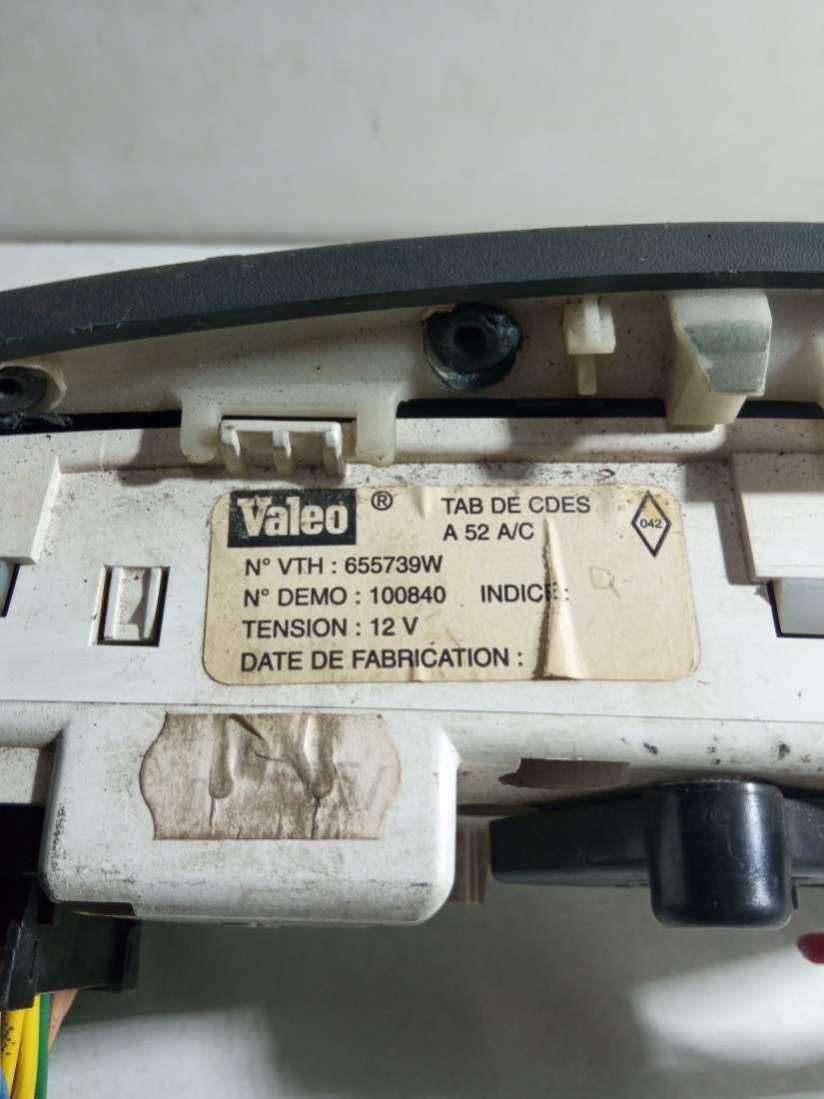 Valeo ® TAB DE CDES
A 52 A/C
042
N° VTH : 655739W
N° DEMO : 100840 INDICE :
TENSION : 12 V
DATE DE FABRICATION :